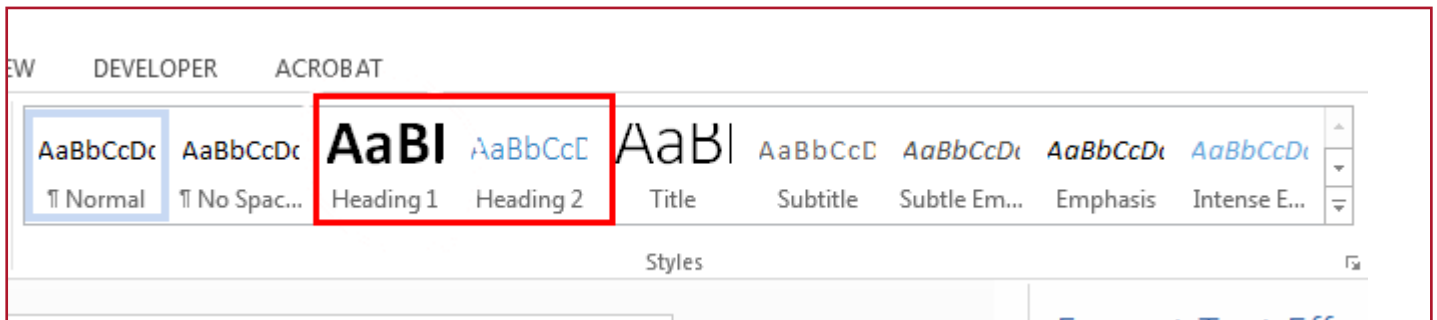 EW DEVELOPER ACROBAT
AaBbCcDc AaBbCcDc AaBl AaBbCcD AaBl AaBbCcD AaBbCcDc AaBbCcDc AaBbCcDc
¶ Normal ¶ No Spac... Heading 1 Heading 2 Title Subtitle Subtle Em... Emphasis Intense E...
Styles